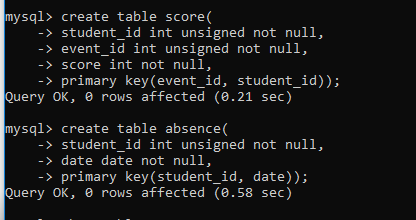 mysql> create table score(
    -> student_id int unsigned not null,
    -> event_id int unsigned not null,
    -> score int not null,
    -> primary key(event_id, student_id));
Query OK, 0 rows affected (0.21 sec)

mysql> create table absence(
    -> student_id int unsigned not null,
    -> date date not null,
    -> primary key(student_id, date));
Query OK, 0 rows affected (0.58 sec)